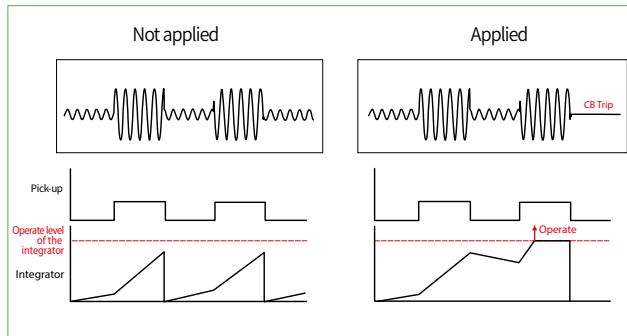 Not applied
Applied
CB Trip
Pick-up
Operate level
of the
integrator
Operate
Integrator